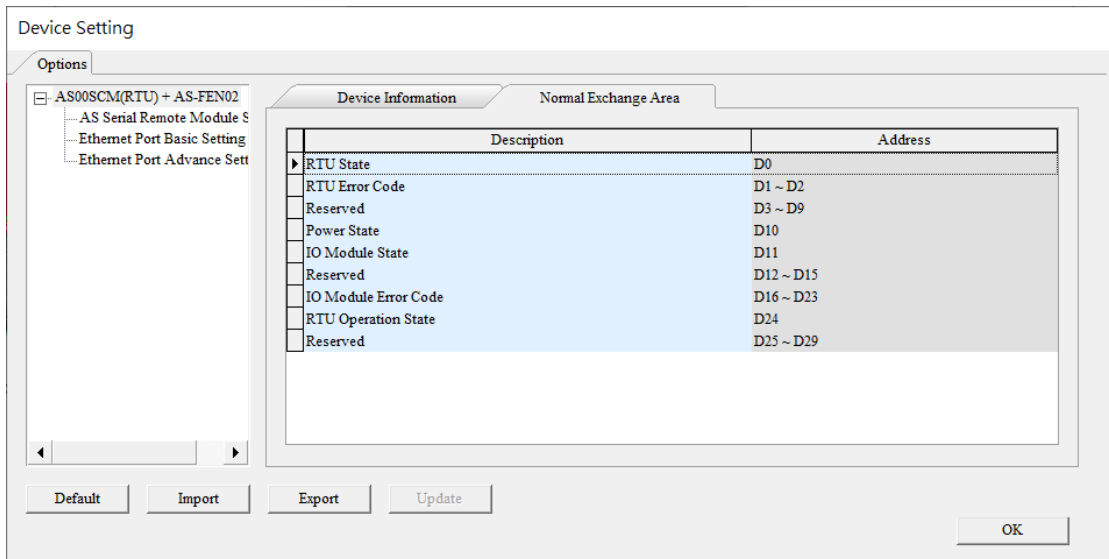 Device Setting
Options
AS00SCM(RTU) + AS-FEN02
AS Serial Remote Module S
Ethernet Port Basic Setting
Ethernet Port Advance Sett
Device Information
Normal Exchange Area
Description Address
RTU State D0
RTU Error Code D1 ~ D2
Reserved D3 ~ D9
Power State D10
IO Module State D11
Reserved D12 ~ D15
IO Module Error Code D16 ~ D23
RTU Operation State D24
Reserved D25 ~ D29
Default Import Export Update
OK